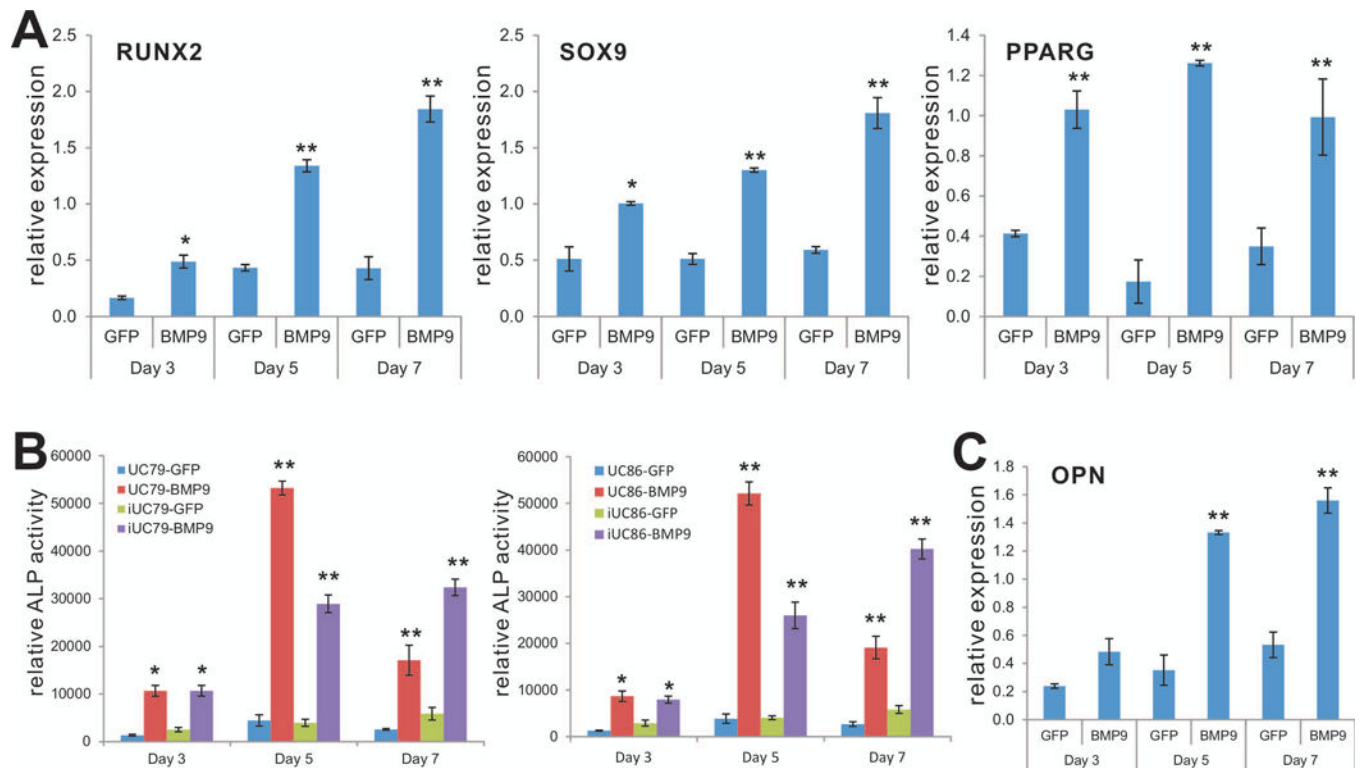 A
RUNX2
relative expression
2.5
2.0
1.5
1.0
0.5
0.0
*
**
**
GFP BMP9 GFP BMP9 GFP BMP9
Day 3 Day 5 Day 7
SOX9
relative expression
2.5
2.0
1.5
1.0
0.5
0.0
*
**
**
GFP BMP9 GFP BMP9 GFP BMP9
Day 3 Day 5 Day 7
PPARG
relative expression
1.4
1.2
1.0
0.8
0.6
0.4
0.2
0.0
**
**
**
GFP BMP9 GFP BMP9 GFP BMP9
Day 3 Day 5 Day 7
B
relative ALP activity
60000
50000
40000
30000
20000
10000
0
UC79-GFP
UC79-BMP9
iUC79-GFP
iUC79-BMP9
* *
** **
** **
Day 3 Day 5 Day 7
relative ALP activity
60000
50000
40000
30000
20000
10000
0
UC86-GFP
UC86-BMP9
iUC86-GFP
iUC86-BMP9
* *
** **
** **
Day 3 Day 5 Day 7
C
OPN
relative expression
1.8
1.6
1.4
1.2
1.0
0.8
0.6
0.4
0.2
0.0
**
**
GFP BMP9 GFP BMP9 GFP BMP9
Day 3 Day 5 Day 7